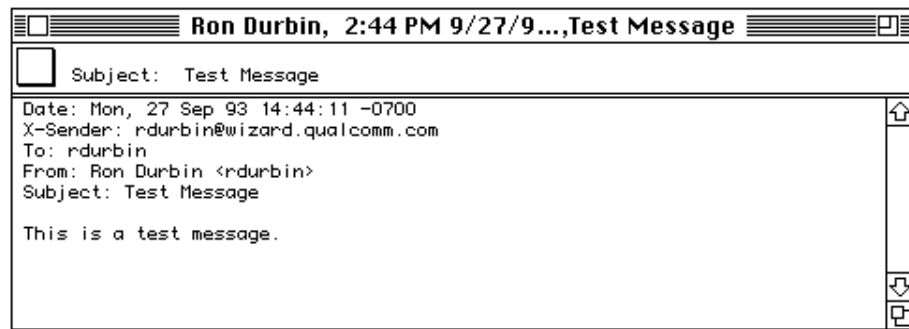 Ron Durbin, 2:44 PM 9/27/9...,Test Message
Subject: Test Message
Date: Mon, 27 Sep 93 14:44:11 -0700
X-Sender: rdurbin@wizard.qualcomm.com
To: rdurbin
From: Ron Durbin <rdurbin>
Subject: Test Message
This is a test message.